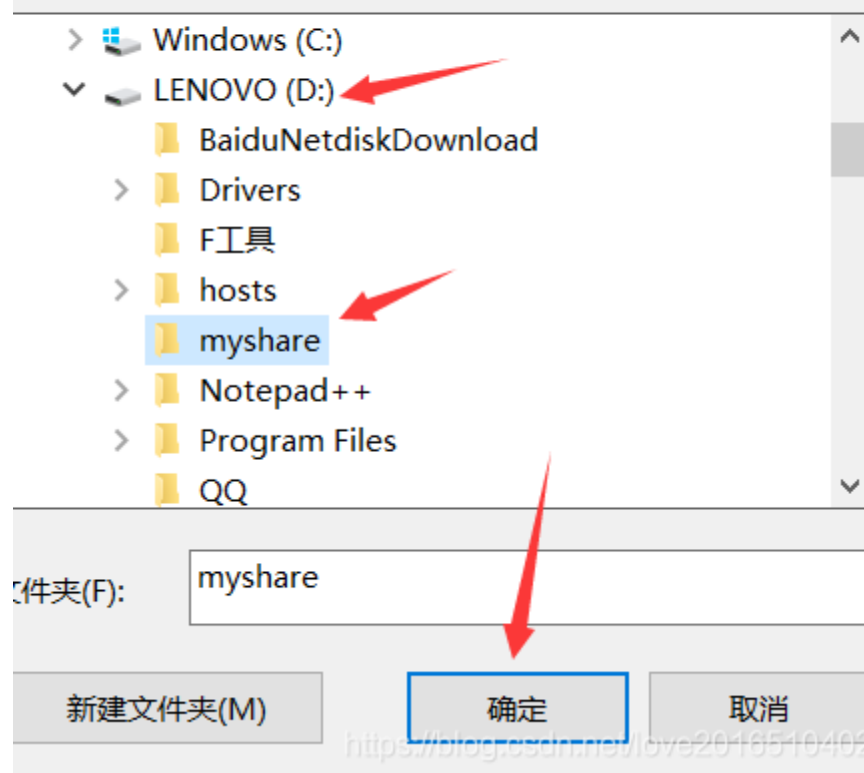 Windows (C:)
LENOVO (D:)
BaiduNetdiskDownload
Drivers
F工具
hosts
myshare
Notepad++
Program Files
QQ
文件夹(F):
myshare
新建文件夹(M)
确定
取消
https://blog.csdn.net/love2016510402